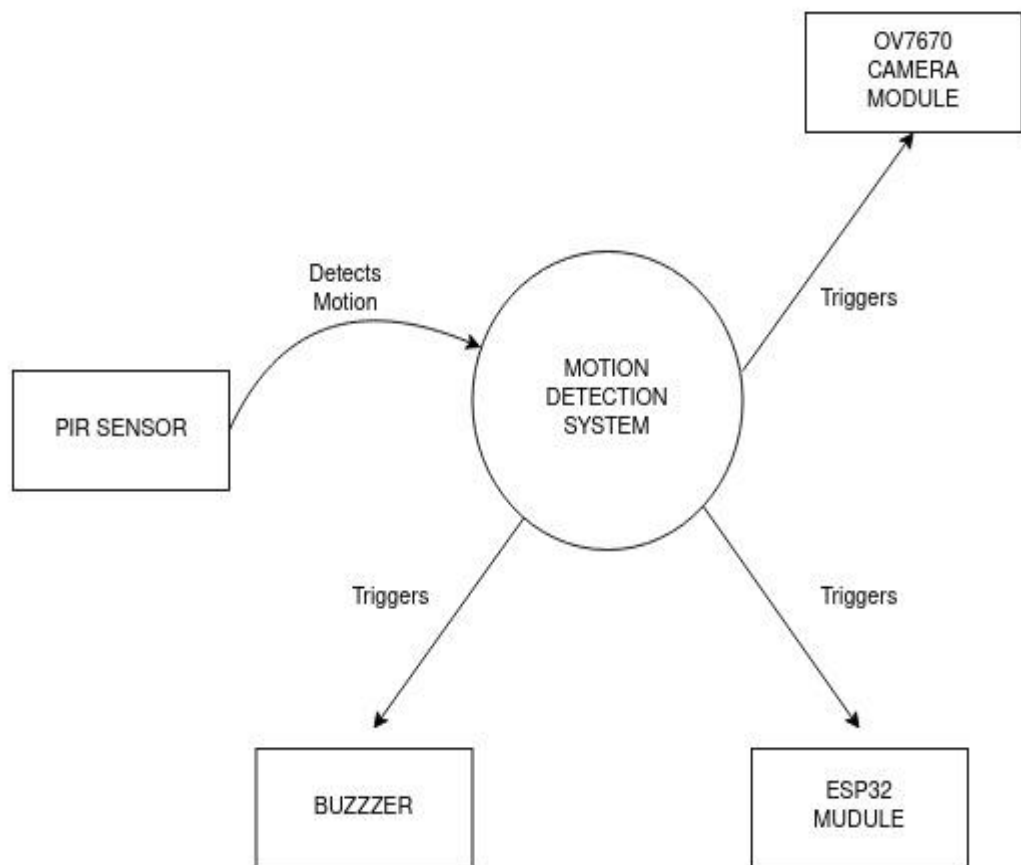 OV7670
CAMERA
MODULE
Detects
Motion
Triggers
MOTION
DETECTION
SYSTEM
PIR SENSOR
Triggers
Triggers
BUZZZER
ESP32
MUDULE